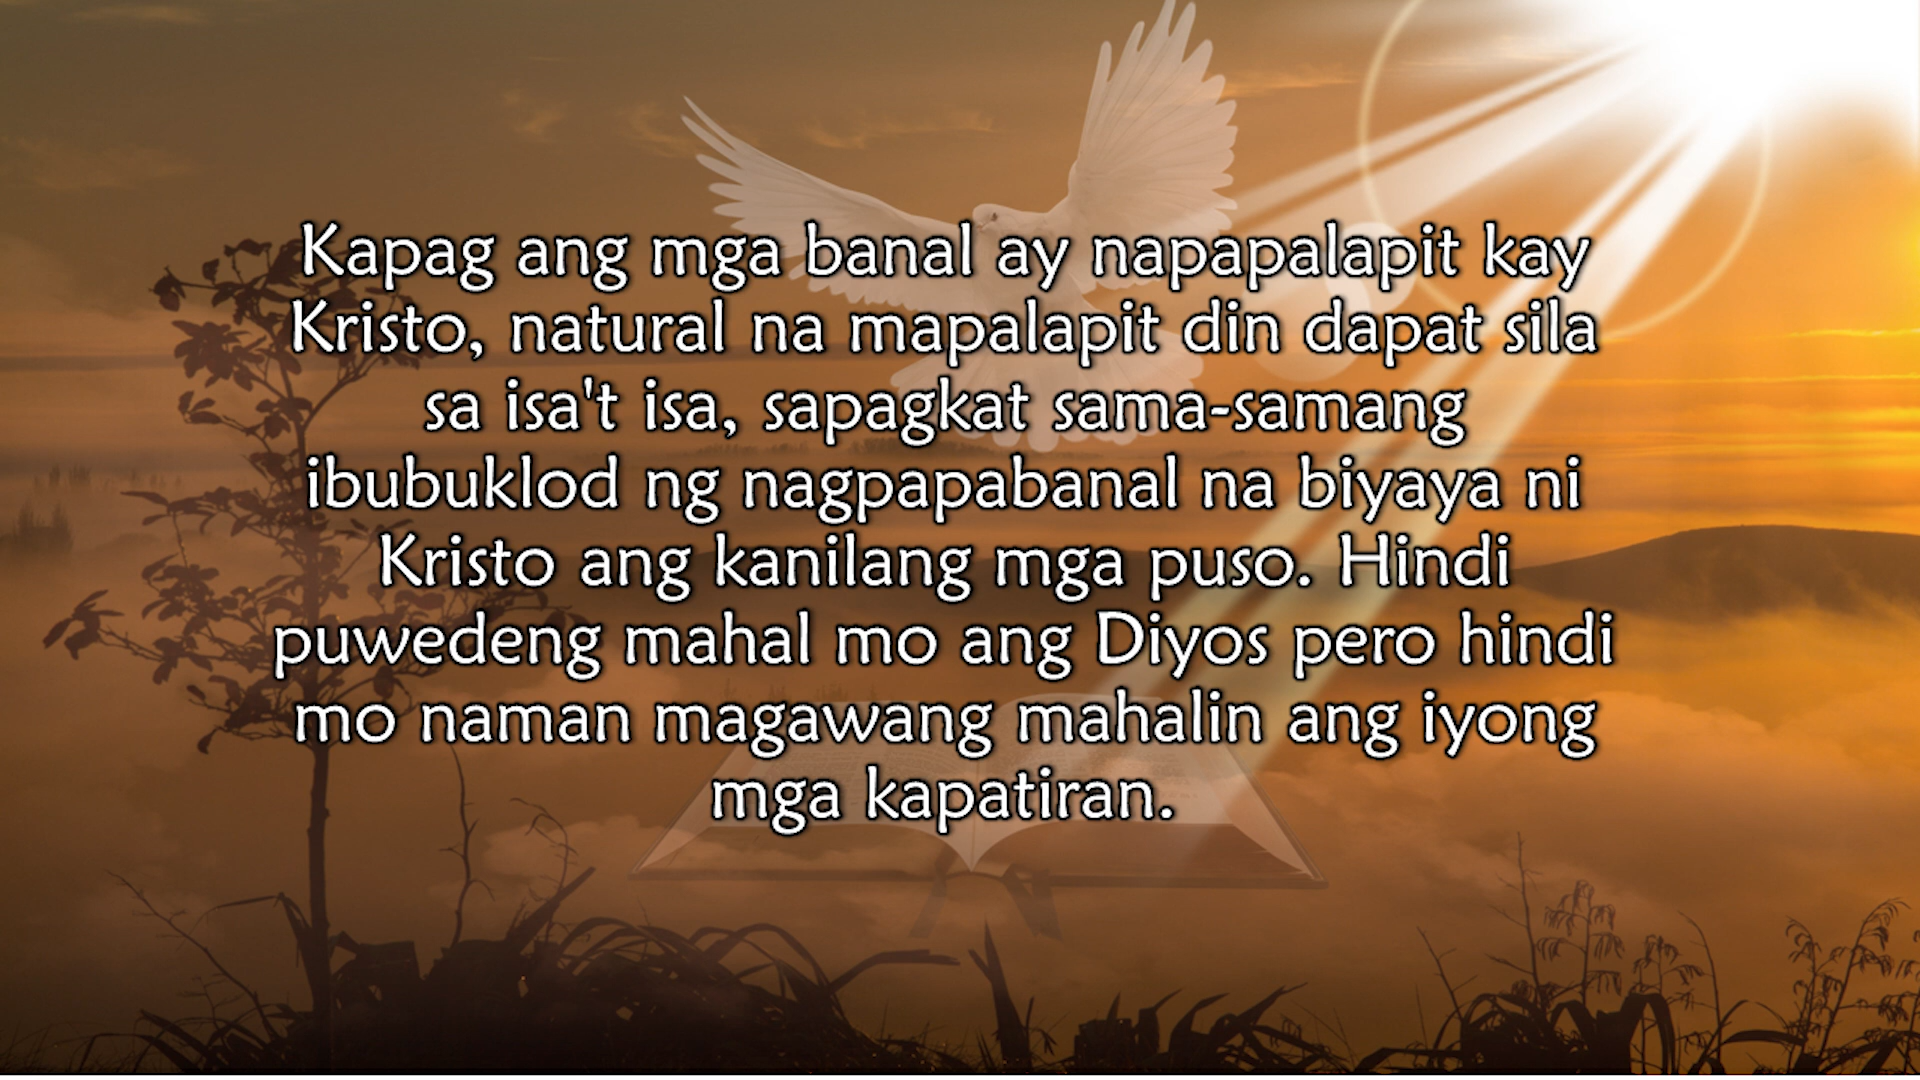 Kapag ang mga banal ay napapalapit kay
Kristo, natural na mapalapit din dapat sila
sa isa't isa, sapagkat sama-samang
ibubuklod ng nagpapabanal na biyaya ni
Kristo ang kanilang mga puso. Hindi
puwedeng mahal mo ang Diyos pero hindi
mo naman magawang mahalin ang iyong
mga kapatiran.